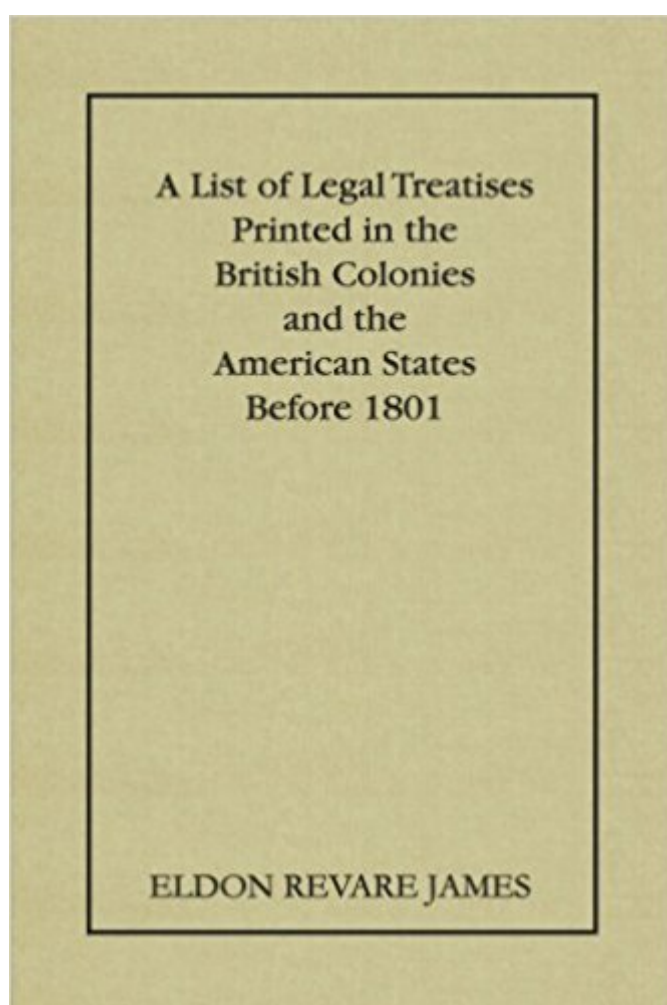 A List of Legal Treatises
Printed in the
British Colonies
and the
American States
Before 1801
ELDON REVARE JAMES